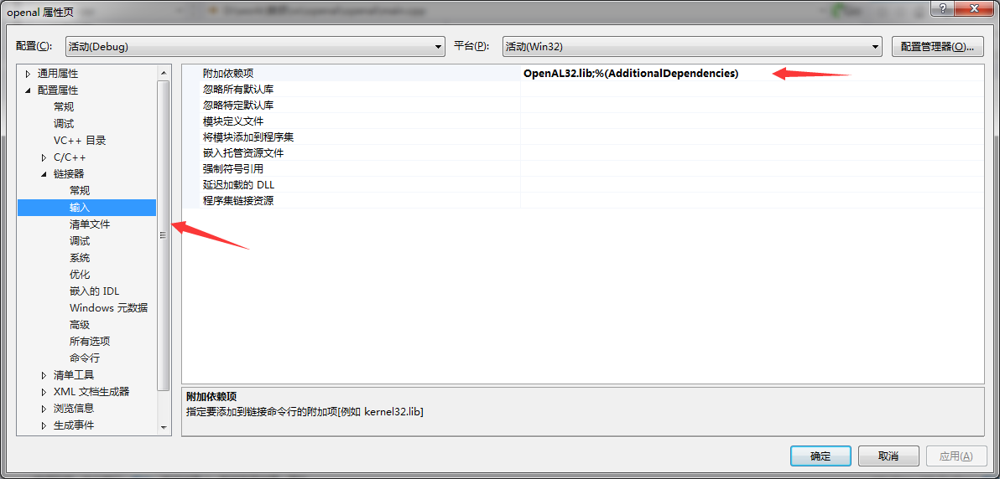 openal 属性页
配置(C): 活动(Debug) 平台(P): 活动(Win32) 配置管理器(O)...
通用属性
配置属性
常规
调试
VC++ 目录
C/C++
链接器
常规
输入
清单文件
调试
系统
优化
嵌入的 IDL
Windows 元数据
高级
所有选项
命令行
清单工具
XML 文档生成器
浏览信息
生成事件
附加依赖项 OpenAL32.lib;%(AdditionalDependencies)
忽略所有默认库
忽略特定默认库
模块定义文件
将模块添加到程序集
嵌入托管资源文件
强制符号引用
延迟加载的 DLL
程序集链接资源
附加依赖项
指定要添加到链接命令行的附加项[例如 kernel32.lib]
确定 取消 应用(A)